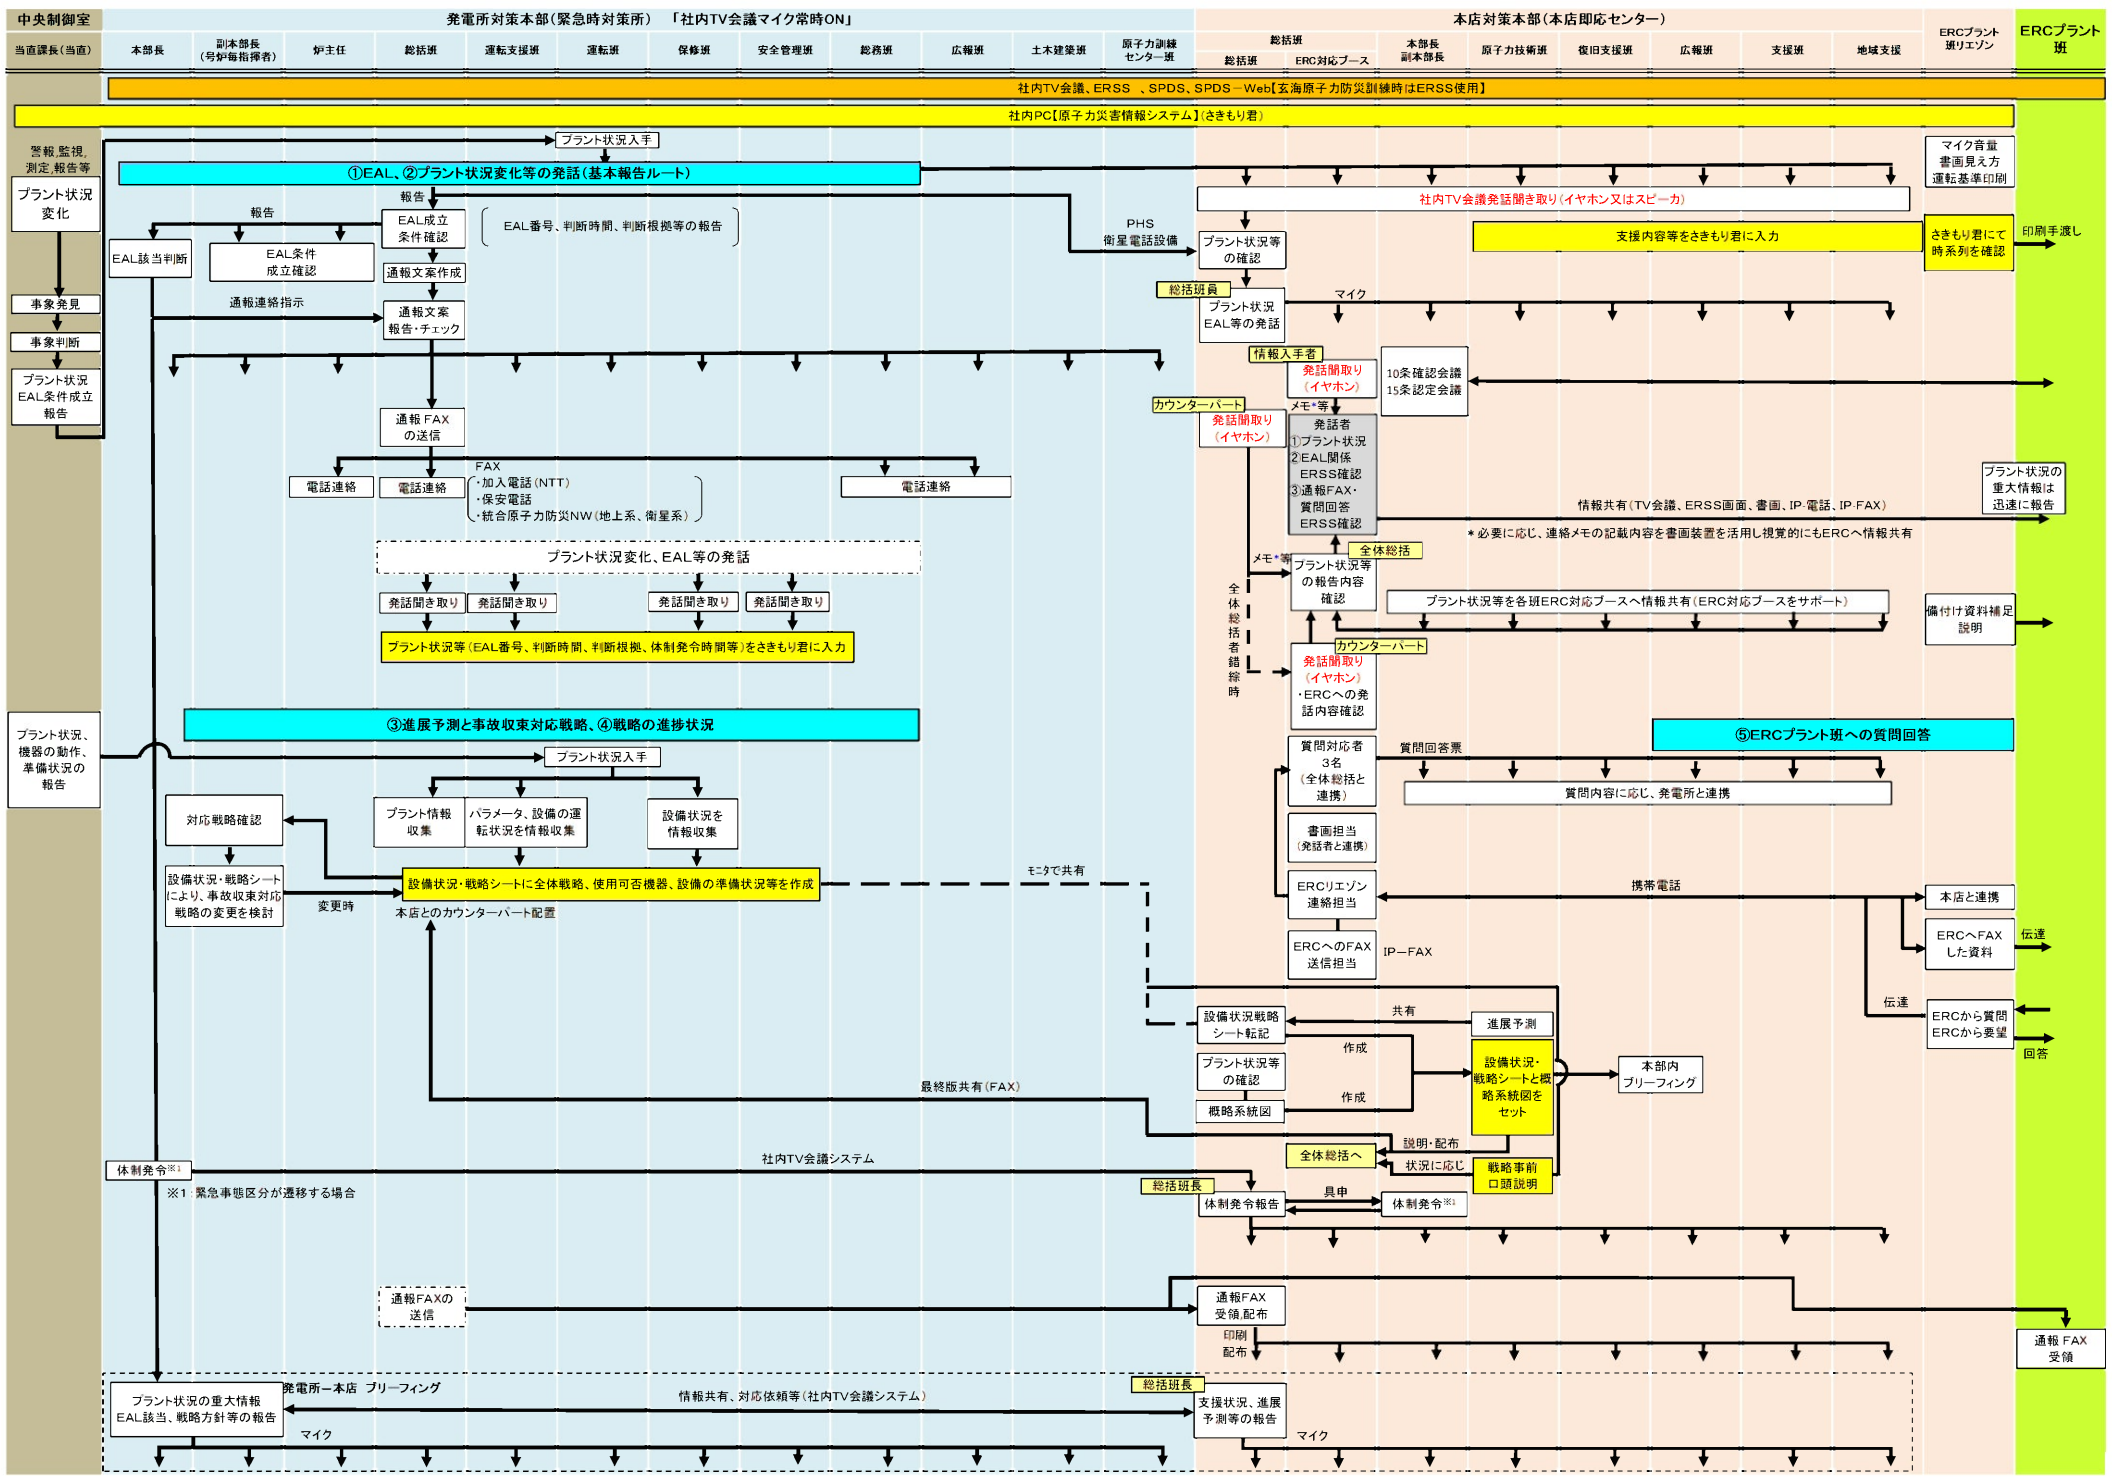 中央制御室
発電所対策本部(緊急時対策所)　「社内TV会議マイク常時ON」
本店対策本部(本店即応センター)
ERCプラント
班リエゾン
ERCプラント
班
当直課長(当直)
本部長
副本部長
(号炉毎指揮者)
炉主任
総括班
運転支援班
運転班
保修班
安全管理班
総務班
広報班
土木建築班
原子力訓練
センター班
総括班
総括班
ERC対応ブース
本部長
副本部長
原子力技術班
復旧支援班
広報班
支援班
地域支援
社内TV会議、ERSS　、SPDS、SPDS－Web【玄海原子力防災訓練時はERSS使用】
社内PC【原子力災害情報システム】(さきもり君)
警報,監視,
測定,報告等
プラント状況
変化
事象発見
事象判断
プラント状況
EAL条件成立
報告
プラント状況入手
①EAL、②プラント状況変化等の発話(基本報告ルート)
報告
報告
EAL成立
条件確認
EAL番号、判断時間、判断根拠等の報告
EAL該当判断
EAL条件
成立確認
通報文案作成
通報連絡指示
通報文案
報告・チェック
PHS
衛星電話設備
マイク音量
書画見え方
運転基準印刷
社内TV会議発話聞き取り(イヤホン又はスピーカ)
プラント状況等
の確認
支援内容等をさきもり君に入力
さきもり君にて
時系列を確認
印刷手渡し
総括班員
プラント状況
EAL等の発話
マイク
情報入手者
発話聞取り
(イヤホン)
10条確認会議
15条認定会議
カウンターパート
発話聞取り
(イヤホン)
メモ*等
発話者
①プラント状況
②EAL関係
ERSS確認
③通報FAX・
質問回答
ERSS確認
通報 FAX
の送信
電話連絡
電話連絡
FAX
・加入電話(NTT)
・保安電話
・統合原子力防災NW(地上系、衛星系)
電話連絡
プラント状況の
重大情報は
迅速に報告
情報共有(TV会議、ERSS画面、書画、IP-電話、IP-FAX)
＊必要に応じ、連絡メモの記載内容を書画装置を活用し視覚的にもERCへ情報共有
プラント状況変化、EAL等の発話
発話聞き取り
発話聞き取り
発話聞き取り
発話聞き取り
プラント状況等(EAL番号、判断時間、判断根拠、体制発令時間等)をさきもり君に入力
メモ*等
全体総括
プラント状況等
の報告内容
確認
全体総括者錯綜時
プラント状況等を各班ERC対応ブースへ情報共有(ERC対応ブースをサポート)
備付け資料補足
説明
カウンターパート
発話聞取り
(イヤホン)
・ERCへの発
話内容確認
プラント状況、
機器の動作、
準備状況の
報告
③進展予測と事故収束対応戦略、④戦略の進捗状況
⑤ERCプラント班への質問回答
プラント状況入手
質問対応者
3名
(全体総括と
連携)
質問回答票
質問内容に応じ、発電所と連携
対応戦略確認
プラント情報
収集
パラメータ、設備の運
転状況を情報収集
設備状況を
情報収集
書画担当
(発話者と連携)
設備状況・戦略シート
により、事故収束対応
戦略の変更を検討
変更時
設備状況・戦略シートに全体戦略、使用可否機器、設備の準備状況等を作成
本店とのカウンターパート配置
モニタで共有
ERCリエゾン
連絡担当
携帯電話
本店と連携
ERCへのFAX
送信担当
IP－FAX
ERCへFAX
した資料
伝達
伝達
ERCから質問
ERCから要望
回答
設備状況戦略
シート転記
共有
進展予測
作成
プラント状況等
の確認
概略系統図
作成
設備状況・
戦略シートと概
略系統図を
セット
本部内
ブリーフィング
最終版共有(FAX)
全体総括へ
説明・配布
状況に応じ
戦略事前
口頭説明
体制発令※1
社内TV会議システム
※1：緊急事態区分が遷移する場合
総括班長
体制発令報告
具申
体制発令※1
通報FAXの
送信
通報FAX
受領,配布
印刷
配布
通報 FAX
受領
発電所－本店 ブリーフィング
プラント状況の重大情報
EAL該当、戦略方針等の報告
情報共有、対応依頼等(社内TV会議システム)
総括班長
支援状況、進展
予測等の報告
マイク
マイク